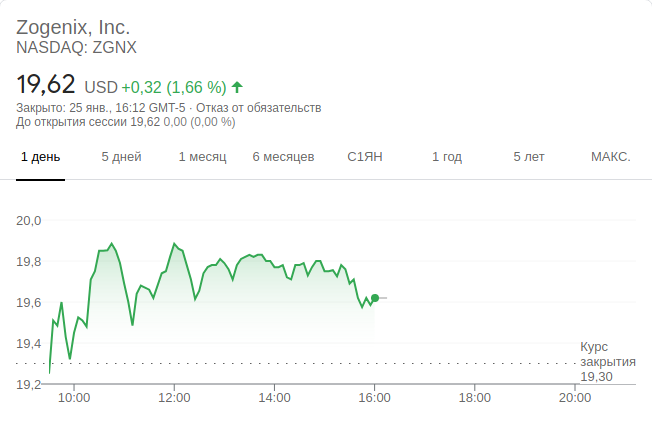 Zogenix, Inc.
NASDAQ: ZGNX
19,62 USD +0,32 (1,66 %)
Закрыто: 25 янв., 16:12 GMT-5 · Отказ от обязательств
До открытия сессии 19,62 0,00 (0,00 %)
1 день 5 дней 1 месяц 6 месяцев С1ЯН 1 год 5 лет МАКС.
20,0
19,8
19,6
19,4
Курс
закрытия
19,30
19,2
10:00 12:00 14:00 16:00 18:00 20:00